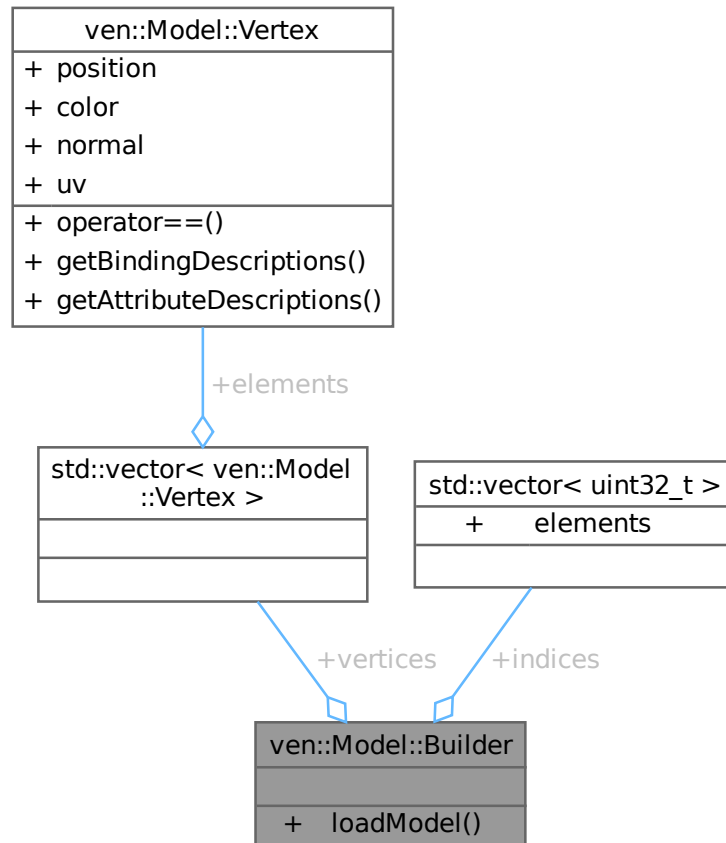 ven::Model::Vertex
+ position
+ color
+ normal
+ uv
+ operator==()
+ getBindingDescriptions()
+ getAttributeDescriptions()
+elements
std::vector< ven::Model
::Vertex >
std::vector< uint32_t >
+ elements
+vertices
+indices
ven::Model::Builder
+ loadModel()